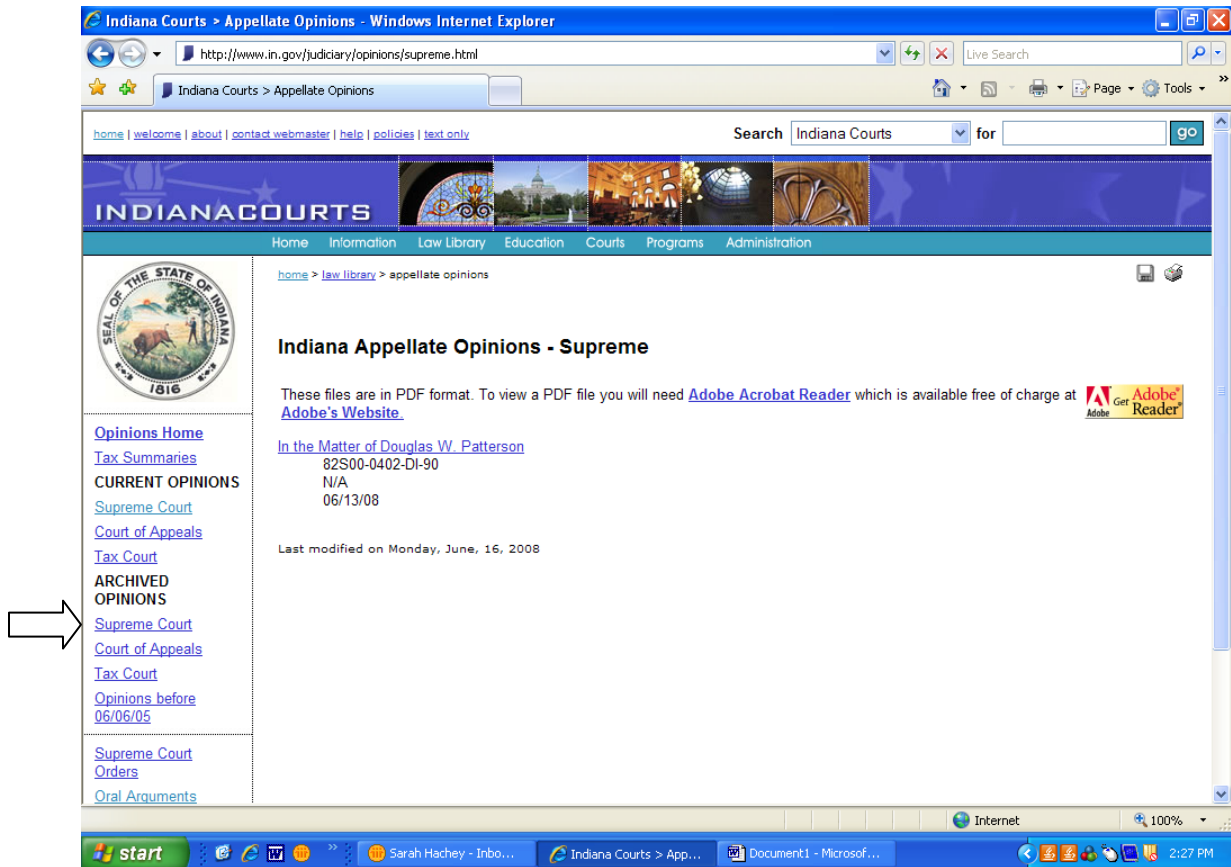 Indiana Courts > Appellate Opinions - Windows Internet Explorer
http://www.in.gov/judiciary/opinions/supreme.html
Live Search
Indiana Courts > Appellate Opinions
Page
Tools
home | welcome | about | contact webmaster | help | policies | text only
Search Indiana Courts for go
INDIANACOURTS
Home Information Law Library Education Courts Programs Administration
SEAL OF THE STATE OF INDIANA
1816
home > law library > appellate opinions
Indiana Appellate Opinions - Supreme
These files are in PDF format. To view a PDF file you will need Adobe Acrobat Reader which is available free of charge at
Adobe's Website.
Adobe
Get Adobe®
Reader®
In the Matter of Douglas W. Patterson
82S00-0402-DI-90
N/A
06/13/08
Last modified on Monday, June, 16, 2008
Opinions Home
Tax Summaries
CURRENT OPINIONS
Supreme Court
Court of Appeals
Tax Court
ARCHIVED
OPINIONS
Supreme Court
Court of Appeals
Tax Court
Opinions before
06/06/05
Supreme Court
Orders
Oral Arguments
Internet
100%
start
Sarah Hachey - Inbo...
Indiana Courts > App...
Document1 - Microsof...
2:27 PM